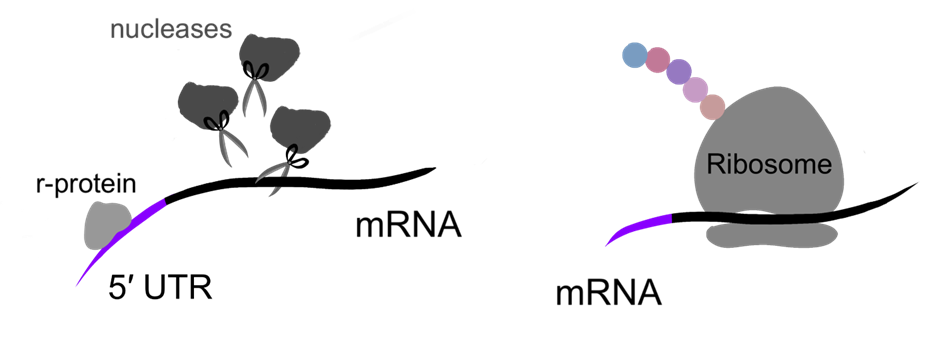 nucleases
r-protein
mRNA
5′ UTR
Ribosome
mRNA